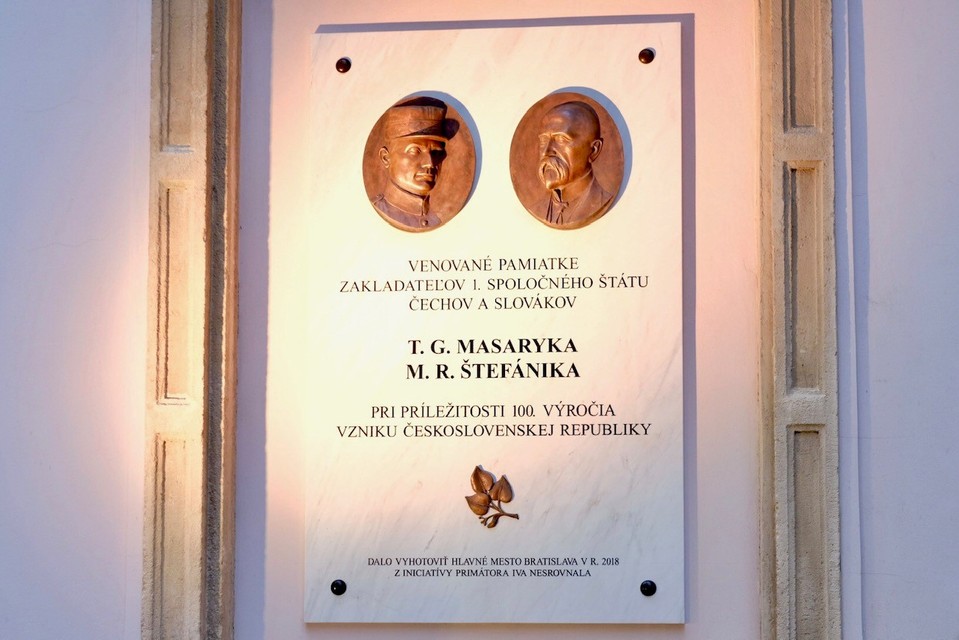 VENOVANÉ PAMIATKE
ZAKLADATEĽOV 1. SPOLOČNÉHO ŠTÁTU
ČECHOV A SLOVÁKOV
T. G. MASARYKA
M. R. ŠTEFÁNIKA
PRI PRÍLEŽITOSTI 100. VÝROČIA
VZNIKU ČESKOSLOVENSKEJ REPUBLIKY
DALO VYHOTOVIŤ HLAVNÉ MESTO BRATISLAVA V R. 2018
Z INICIATÍVY PRIMÁTORA IVA NESROVNALA